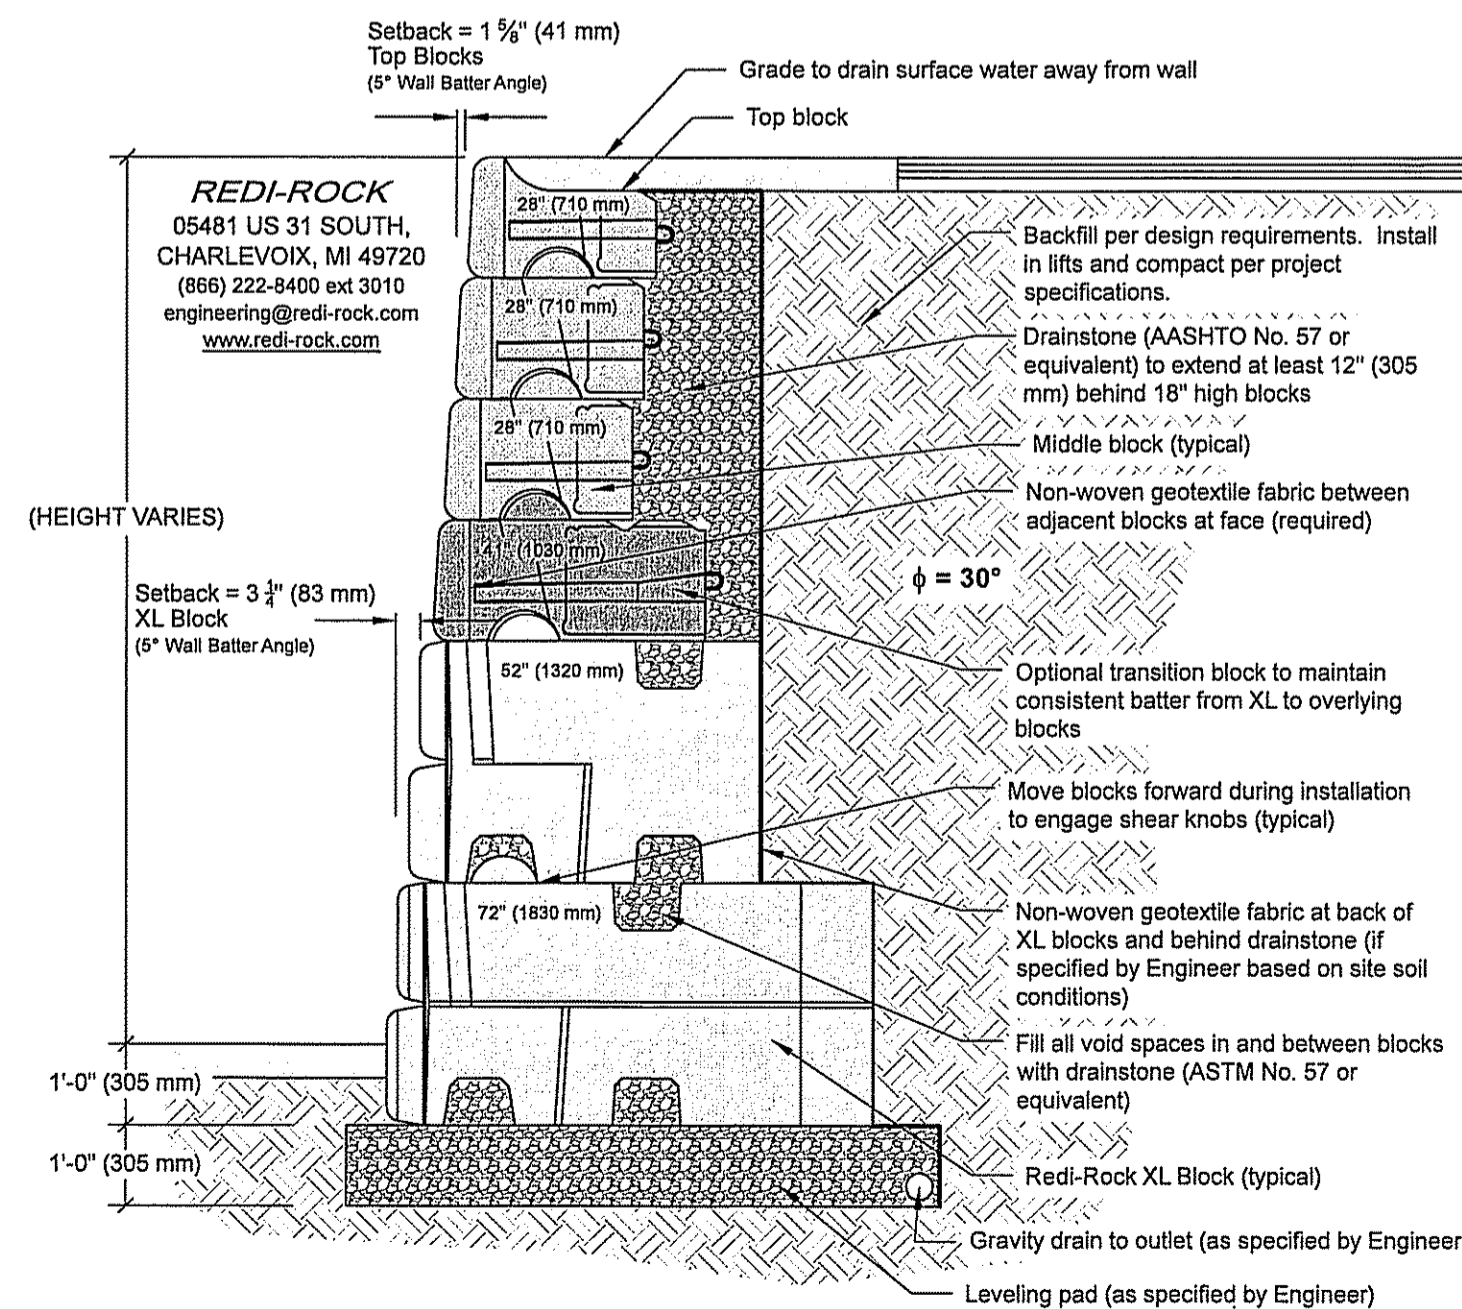 Setback = 1 ⅝" (41 mm)
Top Blocks
(5° Wall Batter Angle)
Grade to drain surface water away from wall
Top block
REDI-ROCK
05481 US 31 SOUTH,
CHARLEVOIX, MI 49720
(866) 222-8400 ext 3010
engineering@redi-rock.com
www.redi-rock.com
28" (710 mm)
28" (710 mm)
28" (710 mm)
41" (1030 mm)
52" (1320 mm)
72" (1830 mm)
(HEIGHT VARIES)
Setback = 3 ¼" (83 mm)
XL Block
(5° Wall Batter Angle)
1'-0" (305 mm)
1'-0" (305 mm)
Backfill per design requirements. Install
in lifts and compact per project
specifications.
Drainstone (AASHTO No. 57 or
equivalent) to extend at least 12" (305
mm) behind 18" high blocks
Middle block (typical)
Non-woven geotextile fabric between
adjacent blocks at face (required)
ϕ = 30°
Optional transition block to maintain
consistent batter from XL to overlying
blocks
Move blocks forward during installation
to engage shear knobs (typical)
Non-woven geotextile fabric at back of
XL blocks and behind drainstone (if
specified by Engineer based on site soil
conditions)
Fill all void spaces in and between blocks
with drainstone (ASTM No. 57 or
equivalent)
Redi-Rock XL Block (typical)
Gravity drain to outlet (as specified by Engineer
Leveling pad (as specified by Engineer)